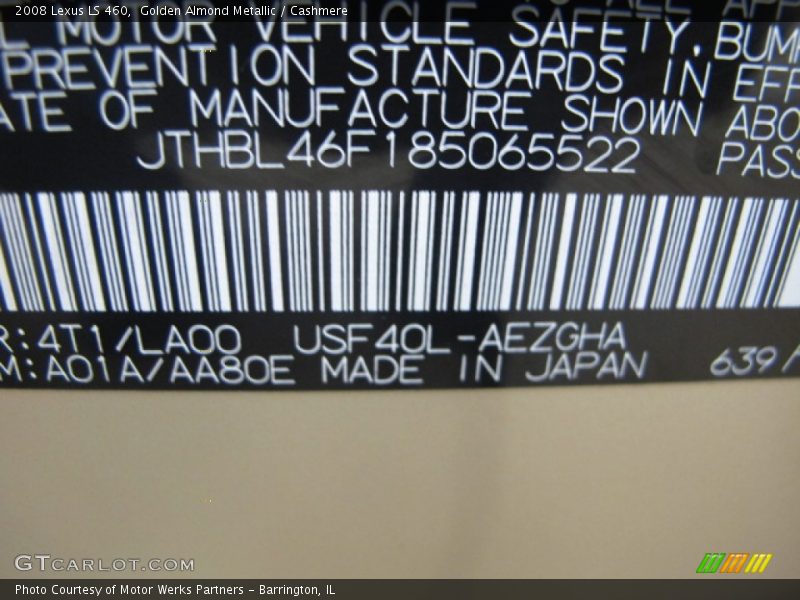 2008 Lexus LS 460, Golden Almond Metallic / Cashmere
MOTOR VEHICLE SAFETY, BUM
PREVENTION STANDARDS IN EFF
ATE OF MANUFACTURE SHOWN ABO
JTHBL46F185065522 PASS
R:4T1/LA00 USF40L-AEZGHA
M:A01A/AA80E MADE IN JAPAN 639
GTCARLOT.COM
Photo Courtesy of Motor Werks Partners - Barrington, IL